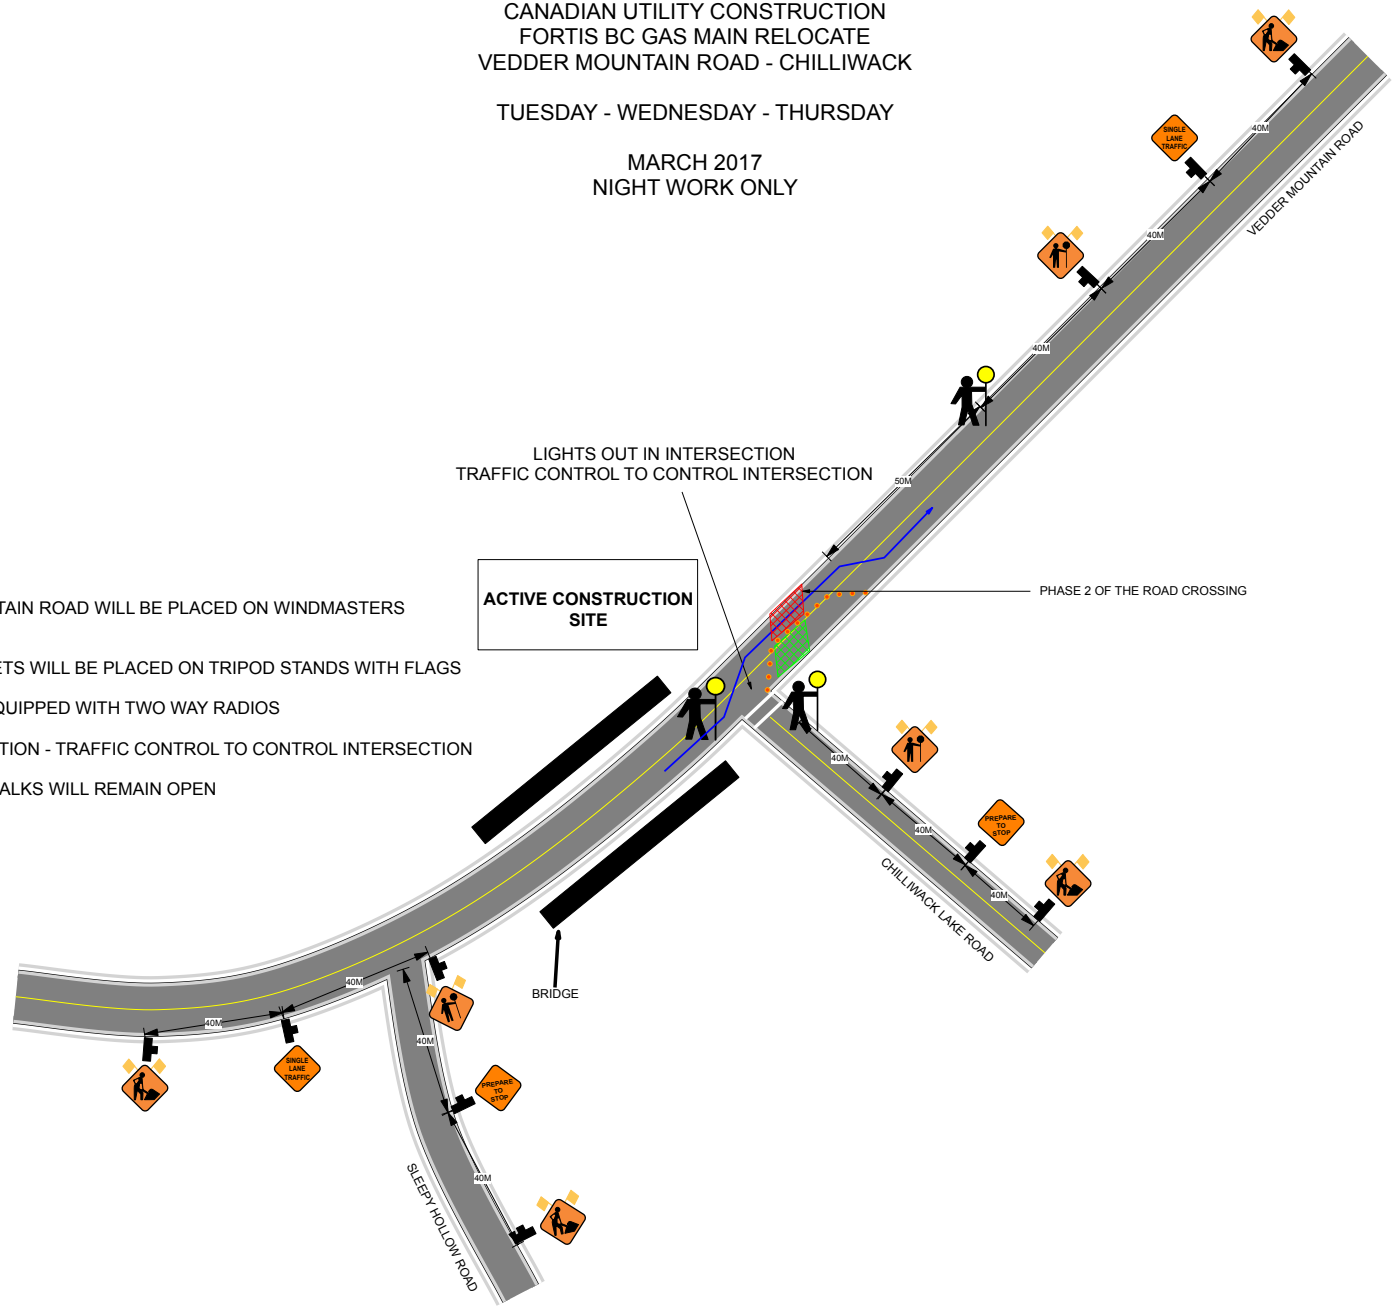 CANADIAN UTILITY CONSTRUCTION
FORTIS BC GAS MAIN RELOCATE
VEDDER MOUNTAIN ROAD - CHILLIWACK
TUESDAY - WEDNESDAY - THURSDAY
MARCH 2017
NIGHT WORK ONLY
40M
SINGLE
LANE
TRAFFIC
VEDDER MOUNTAIN ROAD
40M
40M
LIGHTS OUT IN INTERSECTION
TRAFFIC CONTROL TO CONTROL INTERSECTION
50M
ACTIVE CONSTRUCTION
SITE
PHASE 2 OF THE ROAD CROSSING
TAIN ROAD WILL BE PLACED ON WINDMASTERS
ETS WILL BE PLACED ON TRIPOD STANDS WITH FLAGS
QUIPPED WITH TWO WAY RADIOS
TION - TRAFFIC CONTROL TO CONTROL INTERSECTION
ALKS WILL REMAIN OPEN
40M
40M
PREPARE
TO
STOP
40M
CHILLIWACK LAKE ROAD
BRIDGE
40M
40M
SINGLE
LANE
TRAFFIC
40M
PREPARE
TO
STOP
40M
SLEEPY HOLLOW ROAD